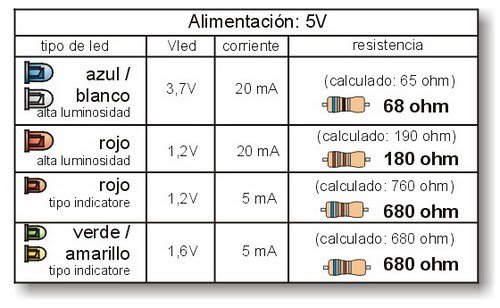 Alimentación: 5V
tipo de led Vled corriente resistencia
azul / blanco alta luminosidad 3,7V 20 mA (calculado: 65 ohm) 68 ohm
rojo alta luminosidad 1,2V 20 mA (calculado: 190 ohm) 180 ohm
rojo tipo indicatore 1,2V 5 mA (calculado: 760 ohm) 680 ohm
verde / amarillo tipo indicatore 1,6V 5 mA (calculado: 680 ohm) 680 ohm